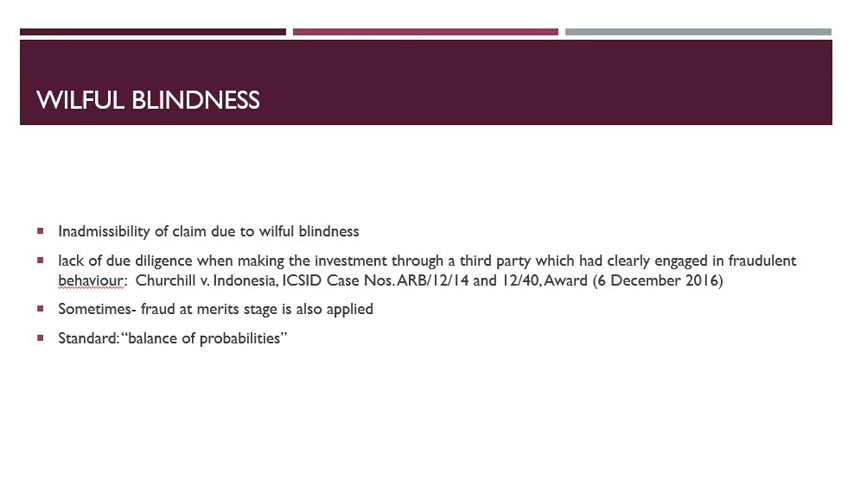 WILFUL BLINDNESS
Inadmissibility of claim due to wilful blindness
lack of due diligence when making the investment through a third party which had clearly engaged in fraudulent
behaviour: Churchill v. Indonesia, ICSID Case Nos. ARB/12/14 and 12/40, Award (6 December 2016)
Sometimes- fraud at merits stage is also applied
Standard: “balance of probabilities”